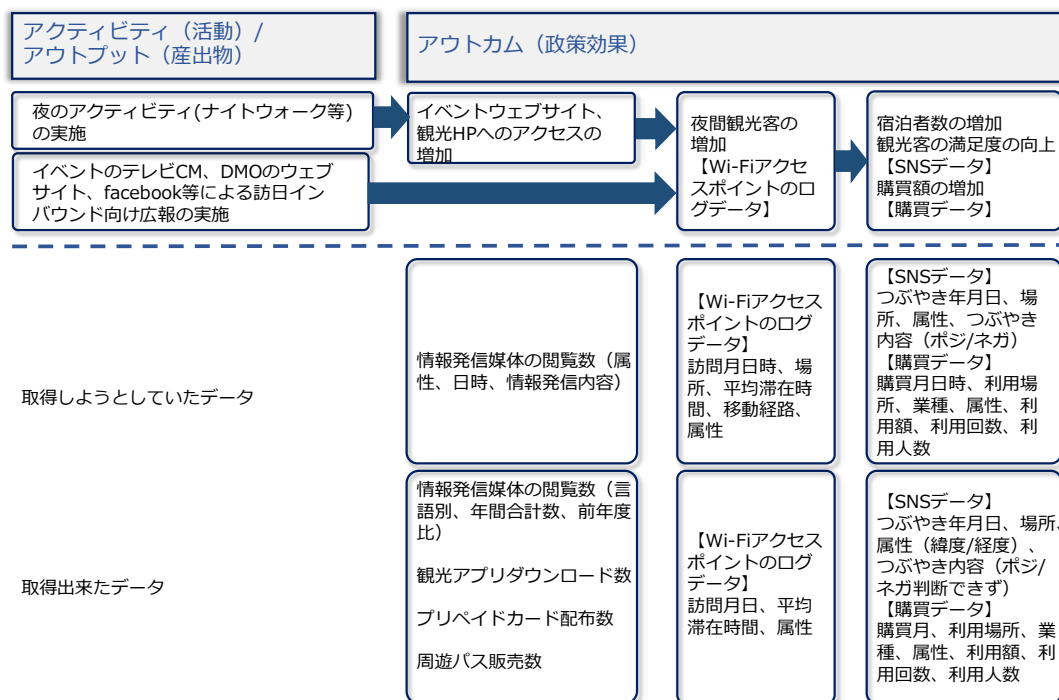 アクティビティ（活動）/
アウトプット（産出物）
アウトカム（政策効果）
夜のアクティビティ(ナイトウォーク等)
の実施
イベントのテレビCM、DMOのウェブ
サイト、facebook等による訪日イン
バウンド向け広報の実施
イベントウェブサイト、
観光HPへのアクセスの
増加
夜間観光客の
増加
【Wi-Fiアクセ
スポイントのロ
グデータ】
宿泊者数の増加
観光客の満足度の向上
【SNSデータ】
購買額の増加
【購買データ】
取得しようとしていたデータ
情報発信媒体の閲覧数（属
性、日時、情報発信内容）
【Wi-Fiアクセス
ポイントのログ
データ】
訪問月日時、場
所、平均滞在時
間、移動経路、
属性
【SNSデータ】
つぶやき年月日、場
所、属性、つぶやき
内容（ポジ/ネガ）
【購買データ】
購買月日時、利用場
所、業種、属性、利
用額、利用回数、利
用人数
取得出来たデータ
情報発信媒体の閲覧数（言
語別、年間合計数、前年度
比）
観光アプリダウンロード数
プリペイドカード配布数
周遊パス販売数
【Wi-Fiアクセス
ポイントのログ
データ】
訪問月日、平均
滞在時間、属性
【SNSデータ】
つぶやき年月日、場所、
属性（緯度/経度）、
つぶやき内容（ポジ/
ネガ判断できず）
【購買データ】
購買月、利用場所、業
種、属性、利用額、利
用回数、利用人数